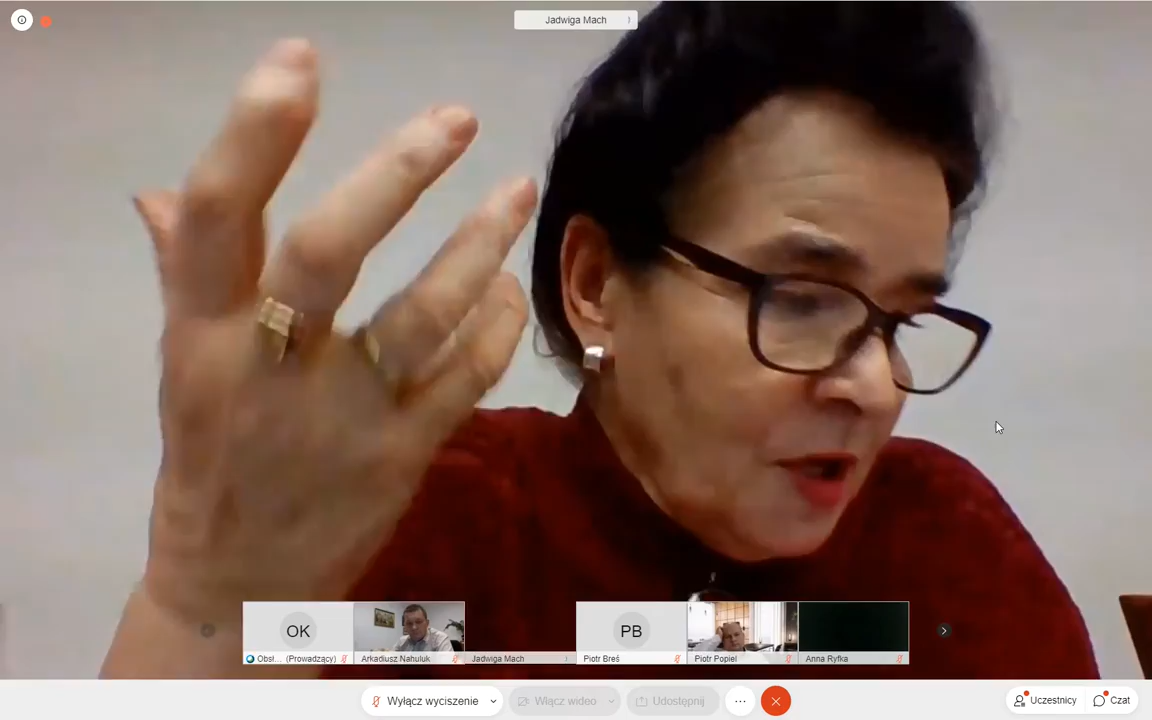 Jadwiga Mach
OK
PB
Obsł... (Prowadzący)
Arkadiusz Nahuluk
Jadwiga Mach
Piotr Breś
Piotr Popiel
Anna Ryfka
Wyłącz wyciszenie
Włącz wideo
Udostępnij
Uczestnicy
Czat